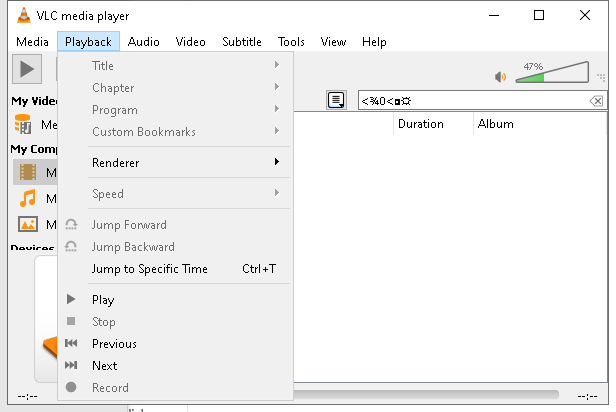 VLC media player
Media Playback Audio Video Subtitle Tools View Help
Title
47%
Chapter
My Vide
Program
<¾0<¤☼
Me
Custom Bookmarks
Duration Album
My Comp
Renderer
M
Speed
M
Jump Forward
M
Jump Backward
Devices
Jump to Specific Time Ctrl+T
Play
Stop
Previous
Next
Record
--:-- --:--